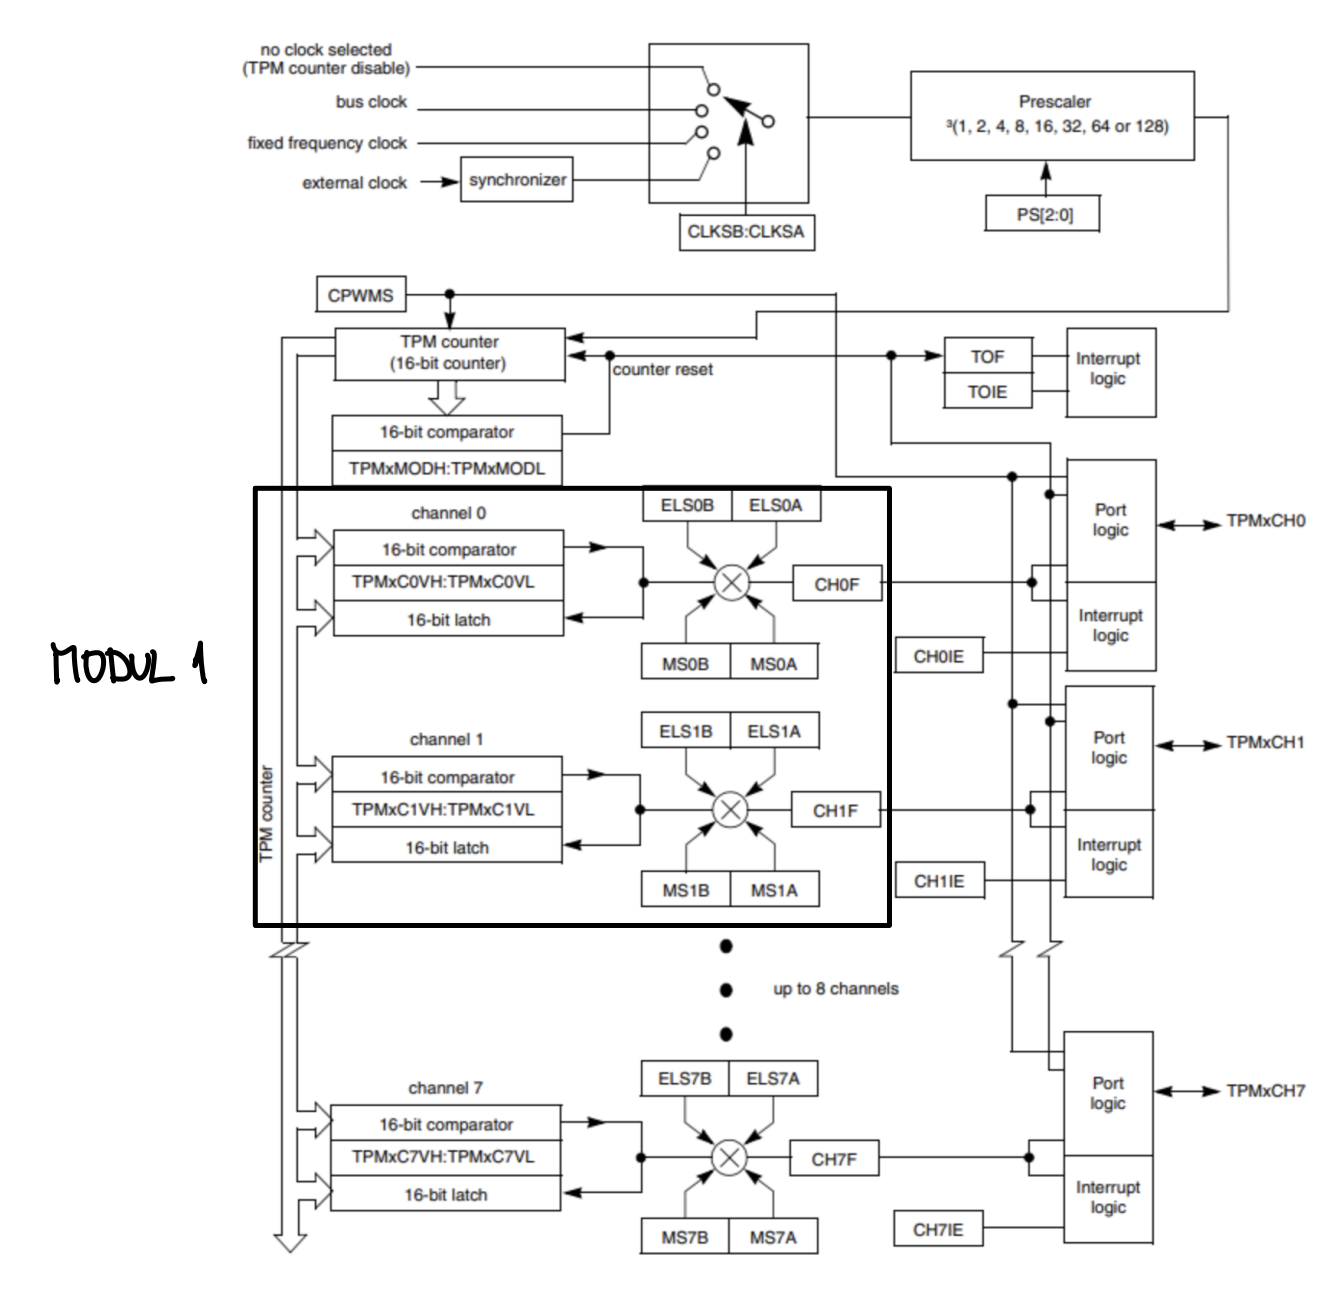 no clock selected
(TPM counter disable)
bus clock
fixed frequency clock
external clock
synchronizer
CLKSB:CLKSA
Prescaler
³(1, 2, 4, 8, 16, 32, 64 or 128)
PS[2:0]
CPWMS
TPM counter
(16-bit counter)
counter reset
TOF
TOIE
Interrupt
logic
16-bit comparator
TPMxMODH:TPMxMODL
MODUL 1
TPM counter
channel 0
16-bit comparator
TPMxC0VH:TPMxC0VL
16-bit latch
ELS0B
ELS0A
MS0B
MS0A
CH0F
CH0IE
Port
logic
Interrupt
logic
TPMxCH0
channel 1
16-bit comparator
TPMxC1VH:TPMxC1VL
16-bit latch
ELS1B
ELS1A
MS1B
MS1A
CH1F
CH1IE
Port
logic
Interrupt
logic
TPMxCH1
up to 8 channels
channel 7
16-bit comparator
TPMxC7VH:TPMxC7VL
16-bit latch
ELS7B
ELS7A
MS7B
MS7A
CH7F
CH7IE
Port
logic
Interrupt
logic
TPMxCH7